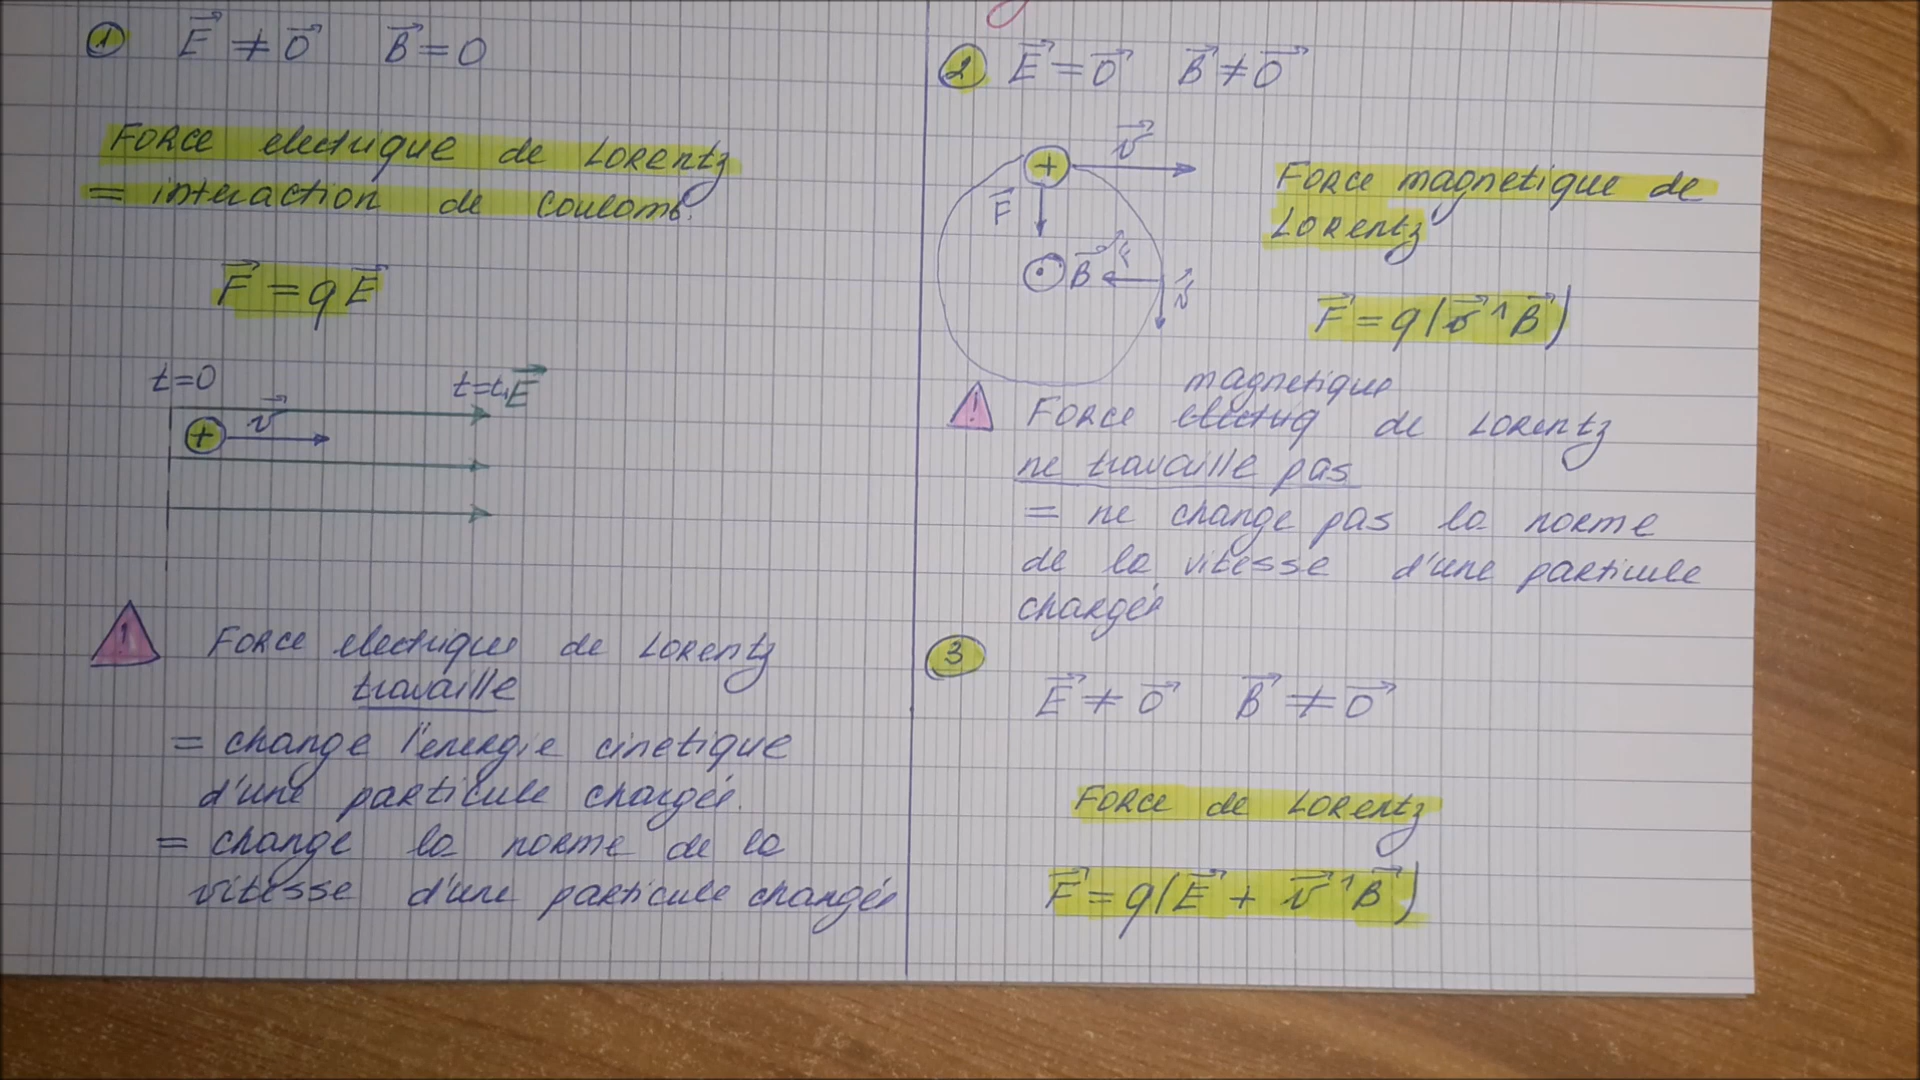 1 E⃗ ≠ 0⃗ B⃗ = 0
Force electrique de Lorentz
= interaction de Coulomb.
F⃗ = qE⃗
t=0 t=t₁ E⃗
+ v⃗
! Force electrique de Lorentz
travaille
= change l'energie cinetique
d'une particule chargée.
= change la norme de la
vitesse d'une particule chargée
2 E⃗ = 0⃗ B⃗ ≠ 0⃗
+ v⃗
F⃗
B⃗ F⃗
v⃗
Force magnetique de
Lorentz
F⃗ = q(v⃗ ^ B⃗)
magnetique
! Force electriq de Lorentz
ne travaille pas
= ne change pas la norme
de la vitesse d'une particule
chargée
3
E⃗ ≠ 0⃗ B⃗ ≠ 0⃗
Force de Lorentz
F⃗ = q(E⃗ + v⃗ ^ B⃗)